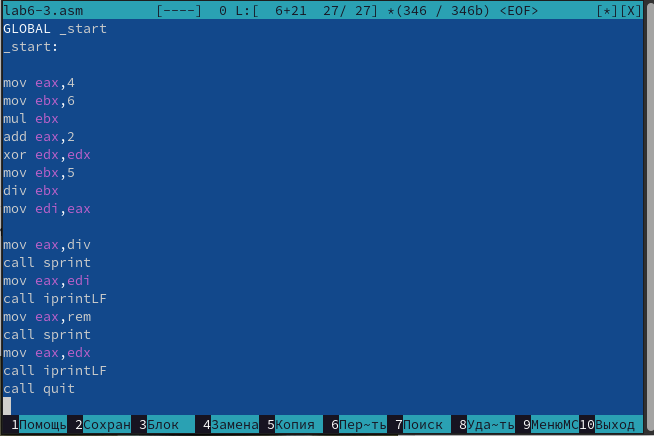 lab6-3.asm [----] 0 L:[ 6+21 27/ 27] *(346 / 346b) <EOF> [*][X]
GLOBAL _start
_start:
mov eax,4
mov ebx,6
mul ebx
add eax,2
xor edx,edx
mov ebx,5
div ebx
mov edi,eax
mov eax,div
call sprint
mov eax,edi
call iprintLF
mov eax,rem
call sprint
mov eax,edx
call iprintLF
call quit
1Помощь 2Сохран 3Блок 4Замена 5Копия 6Пер~ть 7Поиск 8Уда~ть 9МенюMC 10Выход